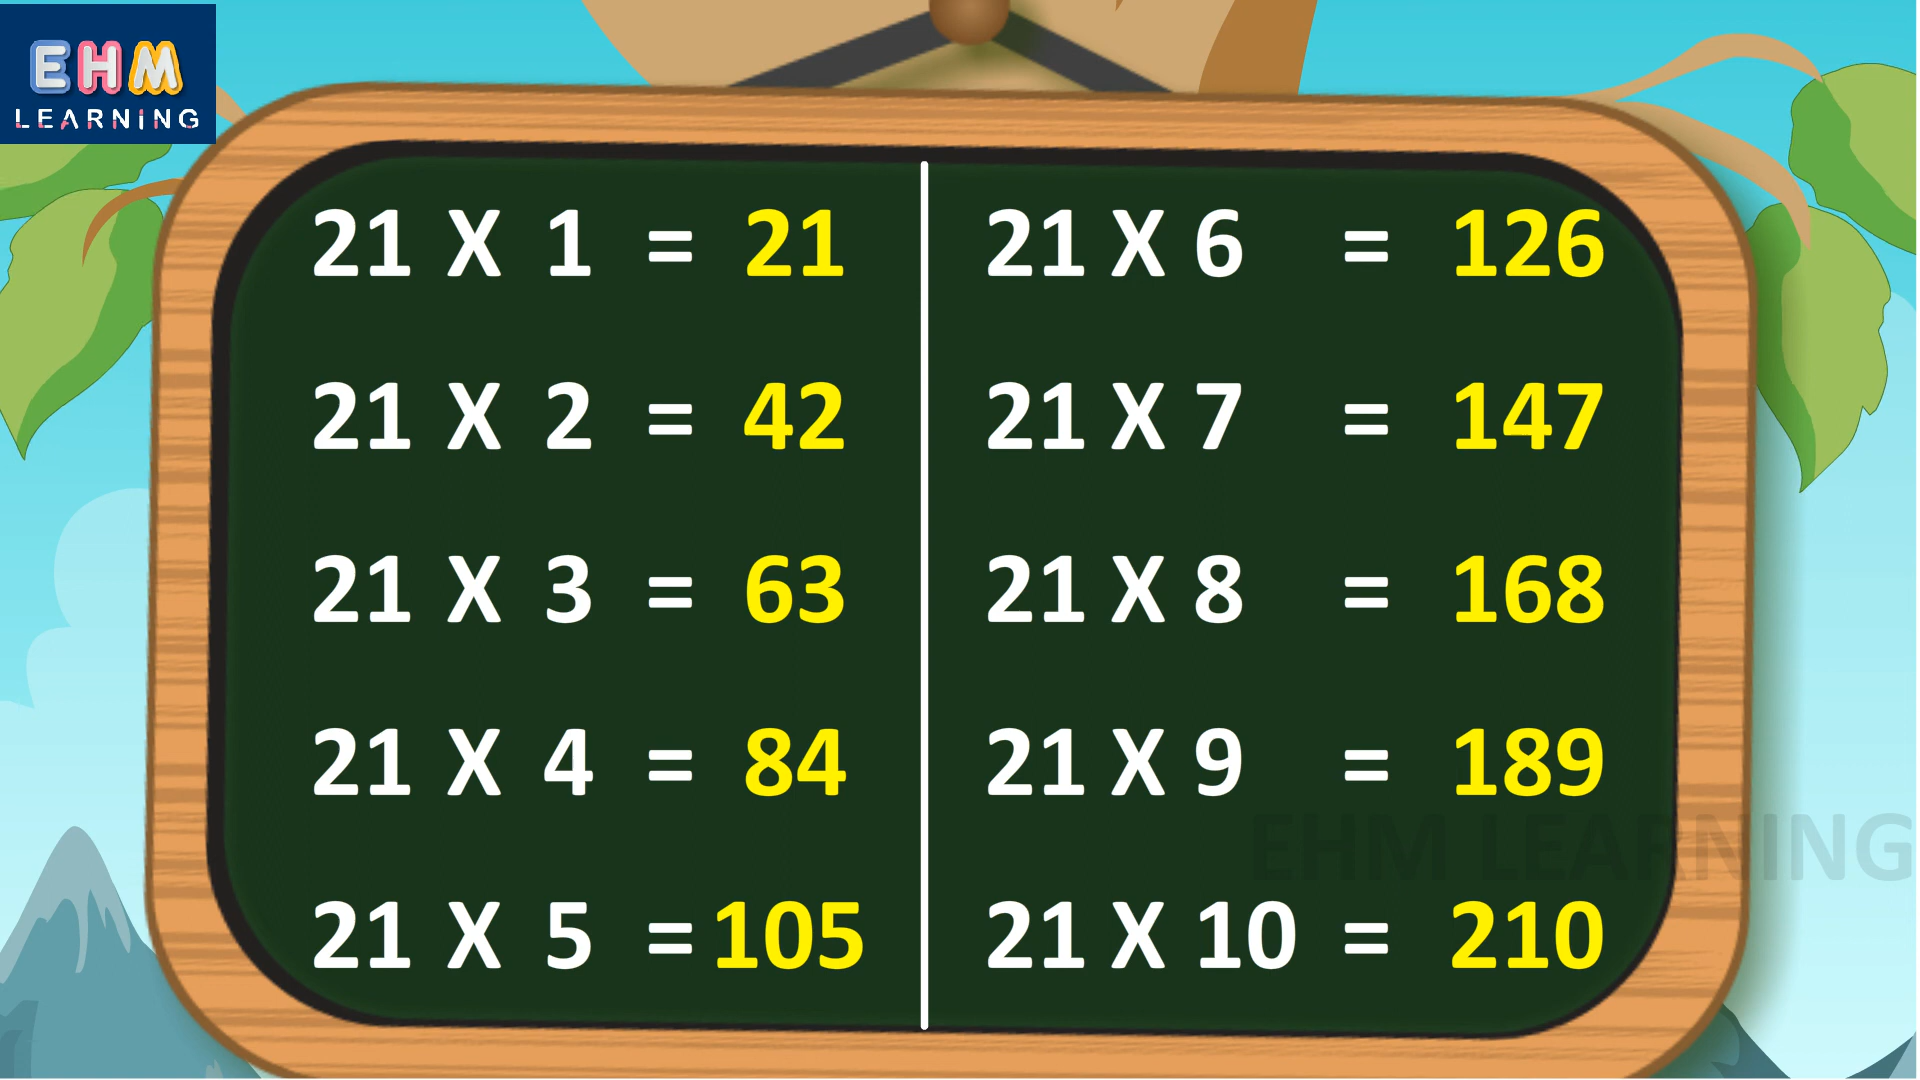 EHM
LEARNING
21 X 1 = 21
21 X 2 = 42
21 X 3 = 63
21 X 4 = 84
21 X 5 = 105
21 X 6 = 126
21 X 7 = 147
21 X 8 = 168
21 X 9 = 189
21 X 10 = 210
EHM LEARNING